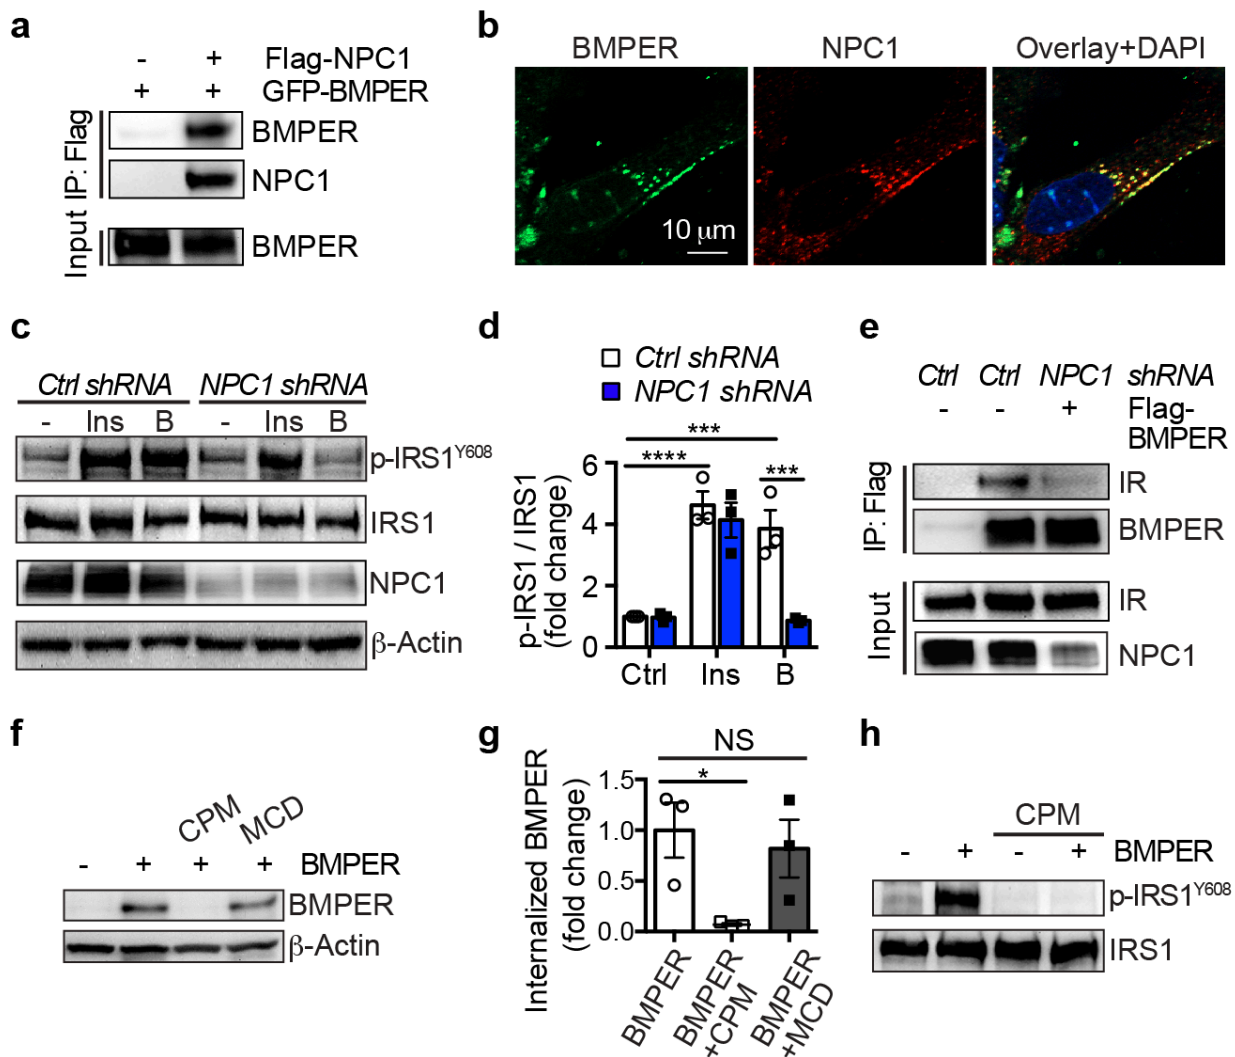 a
- + Flag-NPC1
+ + GFP-BMPER
IP: Flag
BMPER
NPC1
Input
BMPER
b
BMPER NPC1 Overlay+DAPI
10 μm
c
Ctrl shRNA NPC1 shRNA
- Ins B - Ins B
p-IRS1Y608
IRS1
NPC1
β-Actin
d
Ctrl shRNA
NPC1 shRNA
p-IRS1 / IRS1
(fold change)
6
4
2
0
***
**** ***
Ctrl Ins B
e
Ctrl Ctrl NPC1 shRNA
- - + Flag-
BMPER
IP: Flag
IR
BMPER
Input
IR
NPC1
f
CPM MCD
- + + + BMPER
BMPER
β-Actin
g
Internalized BMPER
(fold change)
1.5
1.0
0.5
0.0
NS
*
BMPER
BMPER
+CPM
BMPER
+MCD
h
CPM
- + - + BMPER
p-IRS1Y608
IRS1